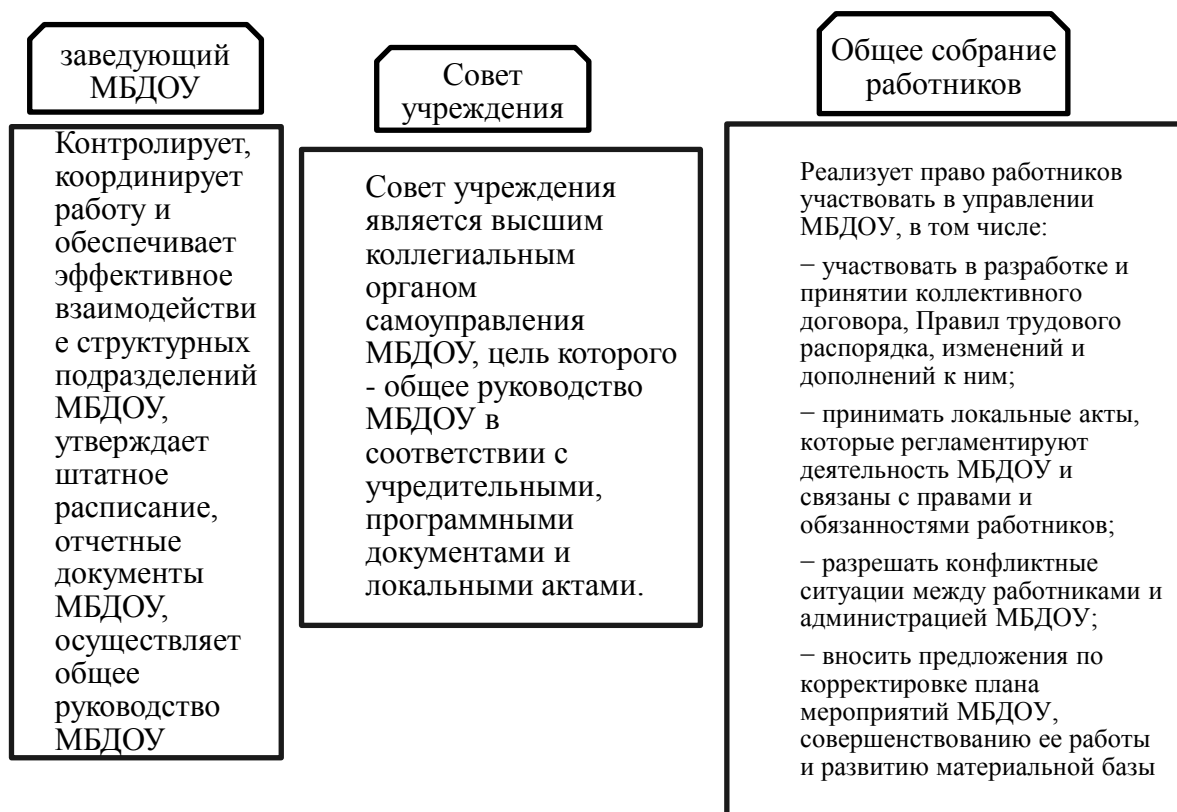 заведующий
МБДОУ
Контролирует,
координирует
работу и
обеспечивает
эффективное
взаимодействи
е структурных
подразделений
МБДОУ,
утверждает
штатное
расписание,
отчетные
документы
МБДОУ,
осуществляет
общее
руководство
МБДОУ
Совет
учреждения
Совет учреждения
является высшим
коллегиальным
органом
самоуправления
МБДОУ, цель которого
- общее руководство
МБДОУ в
соответствии с
учредительными,
программными
документами и
локальными актами.
Общее собрание
работников
Реализует право работников
участвовать в управлении
МБДОУ, в том числе:
− участвовать в разработке и
принятии коллективного
договора, Правил трудового
распорядка, изменений и
дополнений к ним;
− принимать локальные акты,
которые регламентируют
деятельность МБДОУ и
связаны с правами и
обязанностями работников;
− разрешать конфликтные
ситуации между работниками и
администрацией МБДОУ;
− вносить предложения по
корректировке плана
мероприятий МБДОУ,
совершенствованию ее работы
и развитию материальной базы